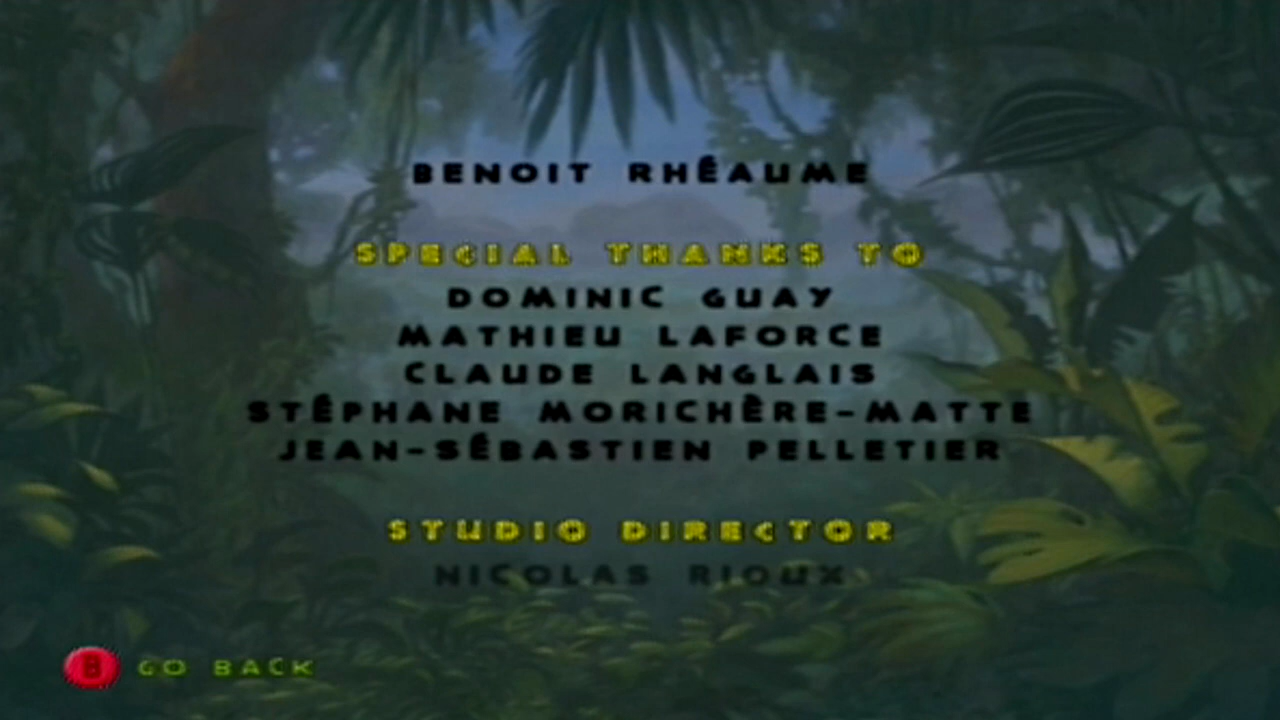 BENOIT RHÉAUME
SPECIAL THANKS TO
DOMINIC GUAY
MATHIEU LAFORCE
CLAUDE LANGLAIS
STÉPHANE MORICHÈRE-MATTE
JEAN-SÉBASTIEN PELLETIER
STUDIO DIRECTOR
NICOLAS RIOUX
B GO BACK